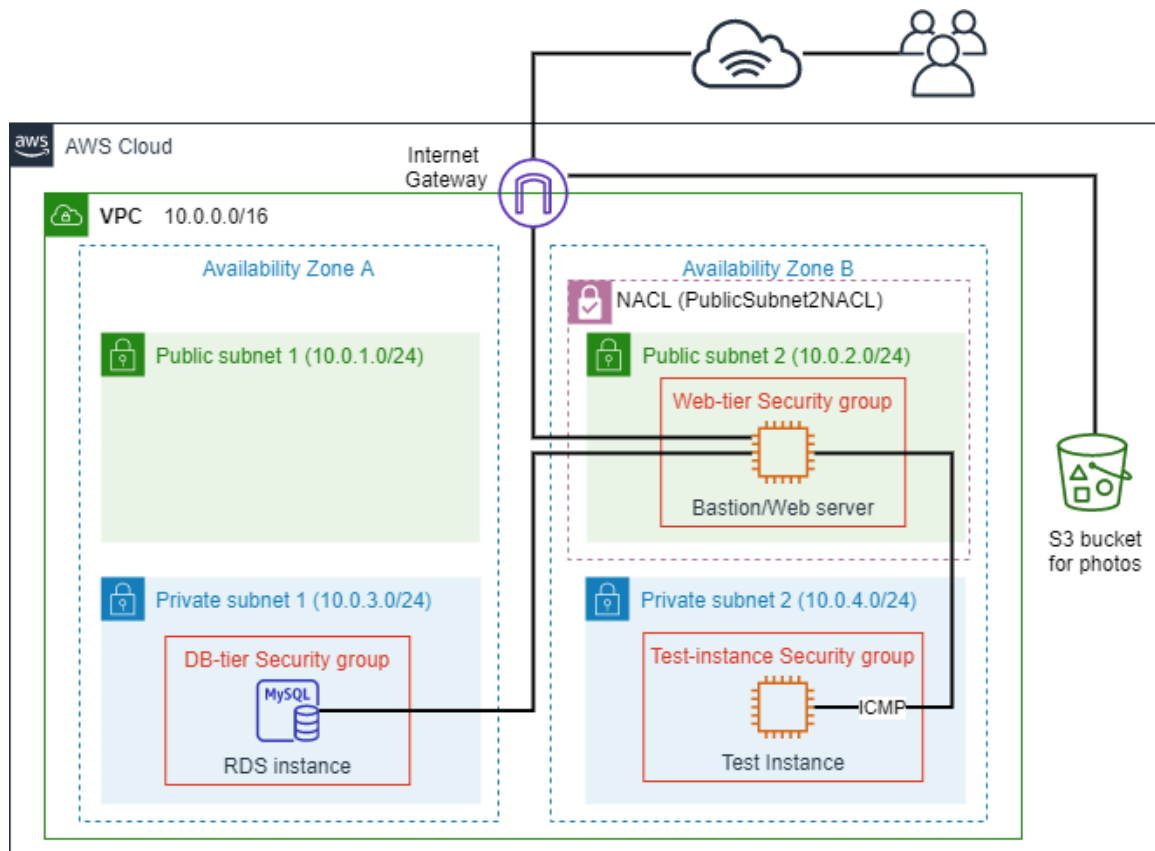 aws
AWS Cloud
Internet
Gateway
VPC 10.0.0.0/16
Availability Zone A
Availability Zone B
NACL (PublicSubnet2NACL)
Public subnet 1 (10.0.1.0/24)
Public subnet 2 (10.0.2.0/24)
Web-tier Security group
Bastion/Web server
S3 bucket
for photos
Private subnet 1 (10.0.3.0/24)
Private subnet 2 (10.0.4.0/24)
DB-tier Security group
MySQL
RDS instance
Test-instance Security group
ICMP
Test Instance